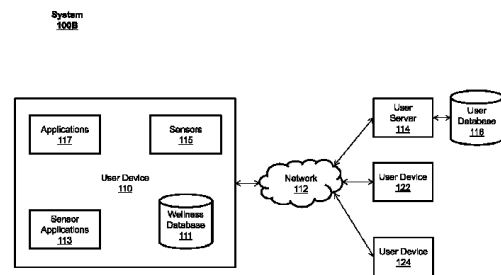 System
100B
Applications
117
Sensors
115
User Device
110
Sensor
Applications
113
Wellness
Database
111
Network
112
User
Server
114
User
Database
116
User Device
122
User Device
124